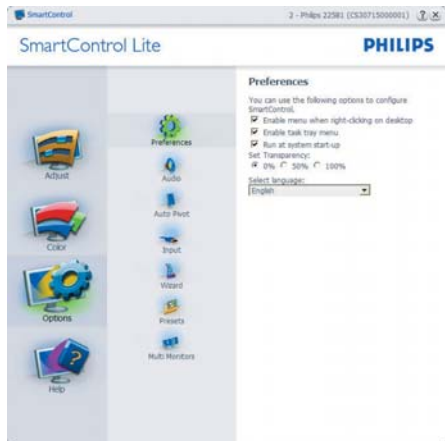 SmartControl
2 - Philips 225B1 (CS30715000001)
SmartControl Lite
PHILIPS
Adjust
Color
Options
Help
Preferences
Audio
Auto Pivot
Input
Wizard
Presets
Multi Monitors
Preferences
You can use the following options to configure
SmartControl.
Enable menu when right-clicking on desktop
Enable task tray menu
Run at system start-up
Set Transparency:
0% 50% 100%
Select language:
English